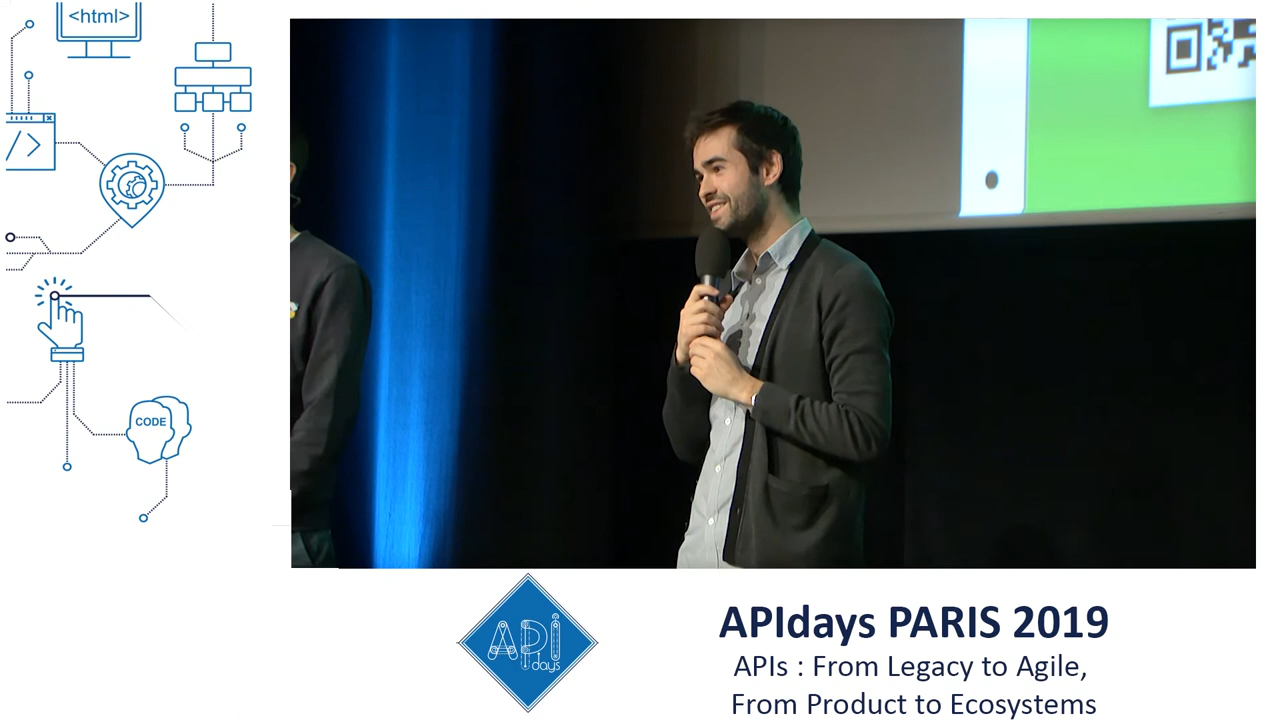 <html>
/>
CODE
API
days
APIdays PARIS 2019
APIs : From Legacy to Agile,
From Product to Ecosystems